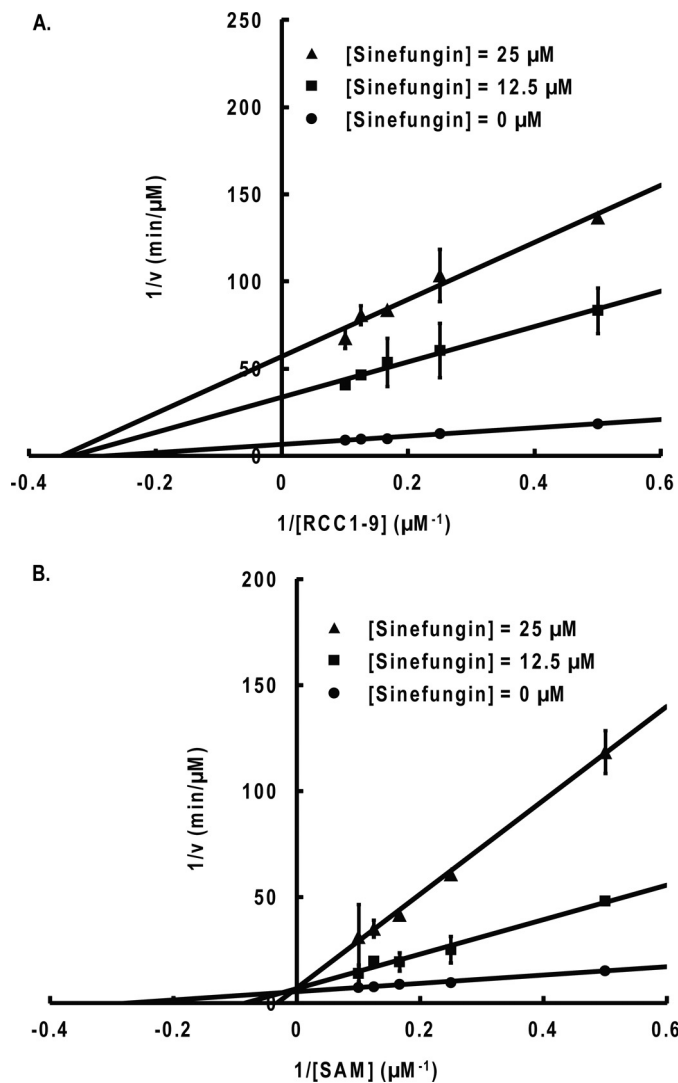 A.
250
[Sinefungin] = 25 µM
[Sinefungin] = 12.5 µM
200
[Sinefungin] = 0 µM
150
1/v (min/µM)
100
50
0
-0.4 -0.2 0 0.2 0.4 0.6
1/[RCC1-9] (µM-1)
B.
200
[Sinefungin] = 25 µM
[Sinefungin] = 12.5 µM
150
[Sinefungin] = 0 µM
1/v (min/µM)
100
50
0
-0.4 -0.2 0 0.2 0.4 0.6
1/[SAM] (µM-1)